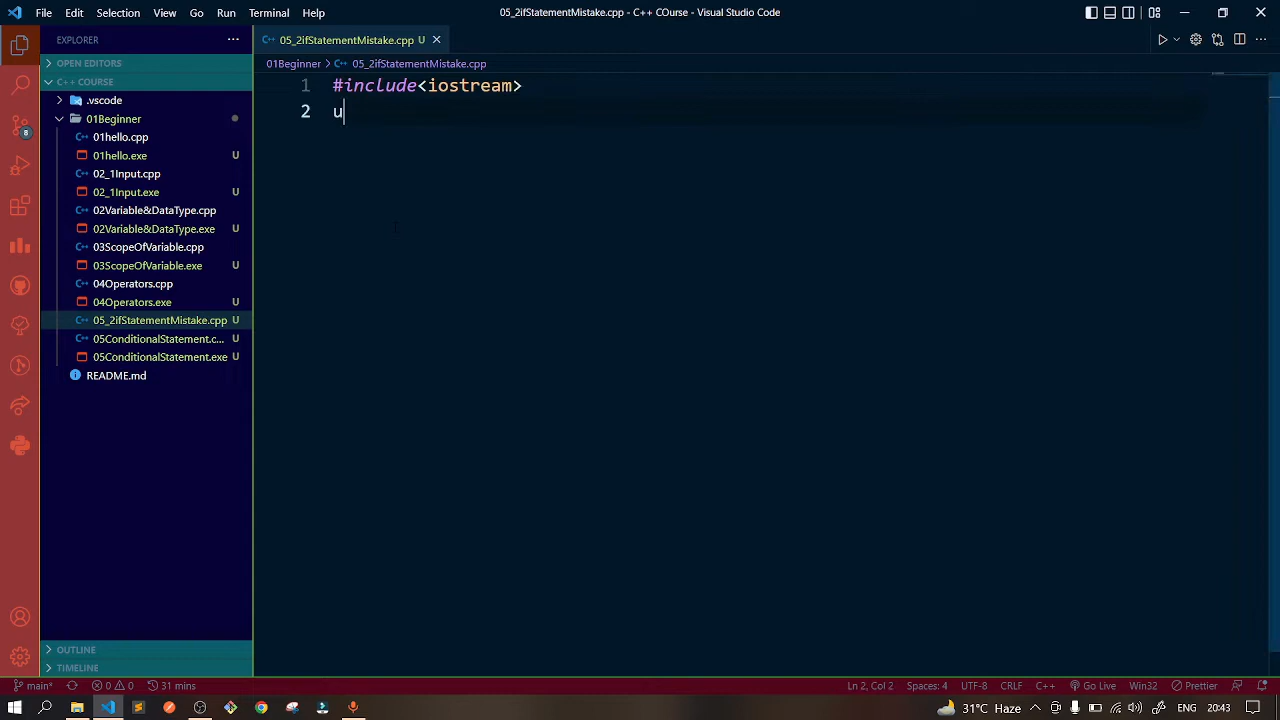 File Edit Selection View Go Run Terminal Help
05_2ifStatementMistake.cpp - C++ COurse - Visual Studio Code
EXPLORER
OPEN EDITORS
C++ COURSE
.vscode
01Beginner
01hello.cpp
01hello.exe U
02_1Input.cpp
02_1Input.exe U
02Variable&DataType.cpp
02Variable&DataType.exe U
03ScopeOfVariable.cpp
03ScopeOfVariable.exe U
04Operators.cpp
04Operators.exe U
05_2ifStatementMistake.cpp U
05ConditionalStatement.c... U
05ConditionalStatement.exe U
README.md
OUTLINE
TIMELINE
8
05_2ifStatementMistake.cpp U
01Beginner > 05_2ifStatementMistake.cpp
1 #include<iostream>
2 u
main* 0 0 31 mins
Ln 2, Col 2 Spaces: 4 UTF-8 CRLF C++ Go Live Win32 Prettier
31°C Haze ENG 20:43